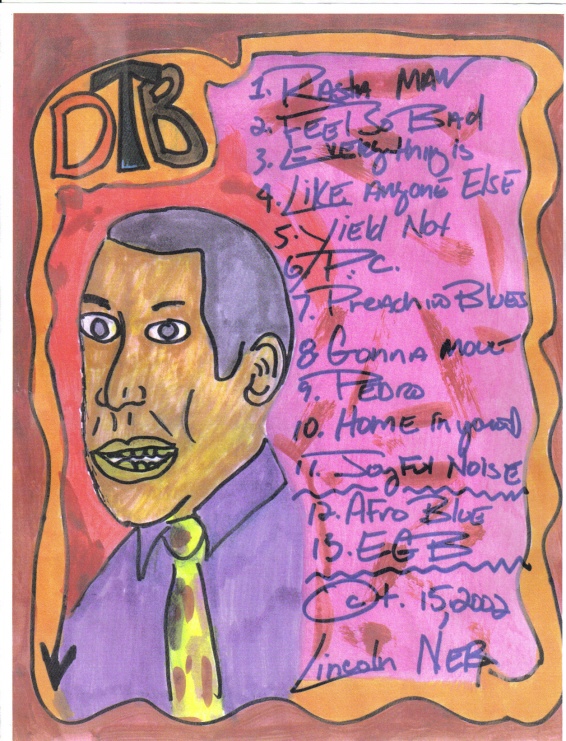 DTB
1. Rasta Man
2. Feel So Bad
3. Everything is
4. Like Anyone Else
5. Yield Not
6. P.C.
7. Preachin Blues
8 Gonna Move
9. Pedro
10. Home in your
11. Joyful Noise
12. Afro Blue
13. EGB
Oct. 15, 2002
Lincoln Neb